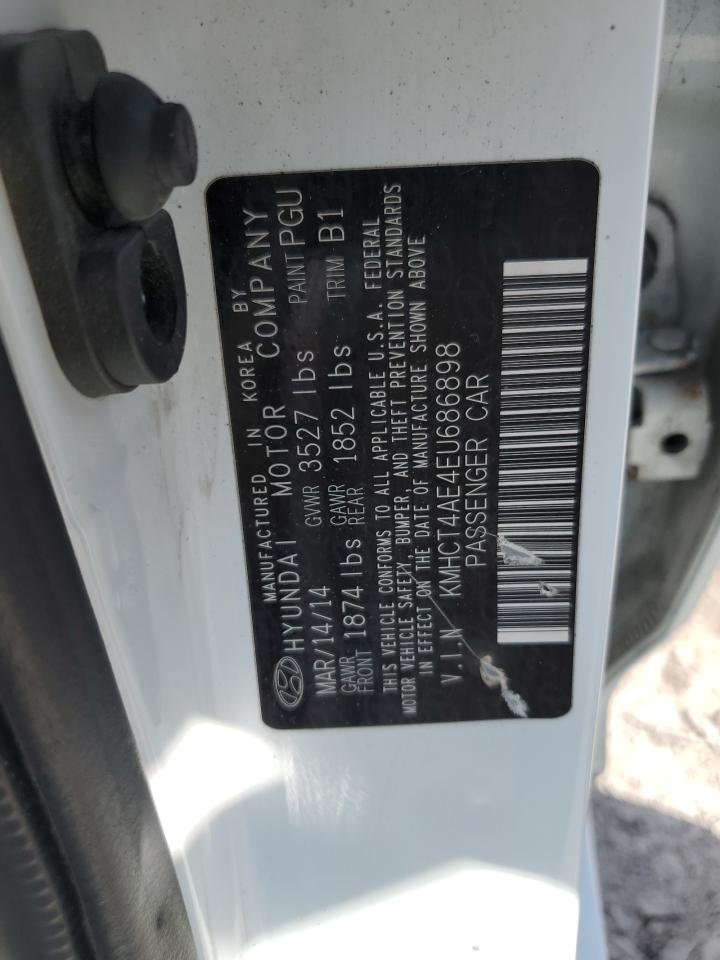 MANUFACTURED IN KOREA BY
HYUNDAI MOTOR COMPANY
MAR/14/14 GVWR 3527 lbs PAINT PGU
GAWR FRONT 1874 lbs GAWR REAR 1852 lbs TRIM B1
THIS VEHICLE CONFORMS TO ALL APPLICABLE U.S.A. FEDERAL
MOTOR VEHICLE SAFETY, BUMPER, AND THEFT PREVENTION STANDARDS
IN EFFECT ON THE DATE OF MANUFACTURE SHOWN ABOVE
V.I.N KMHCT4AE4EU686898
PASSENGER CAR